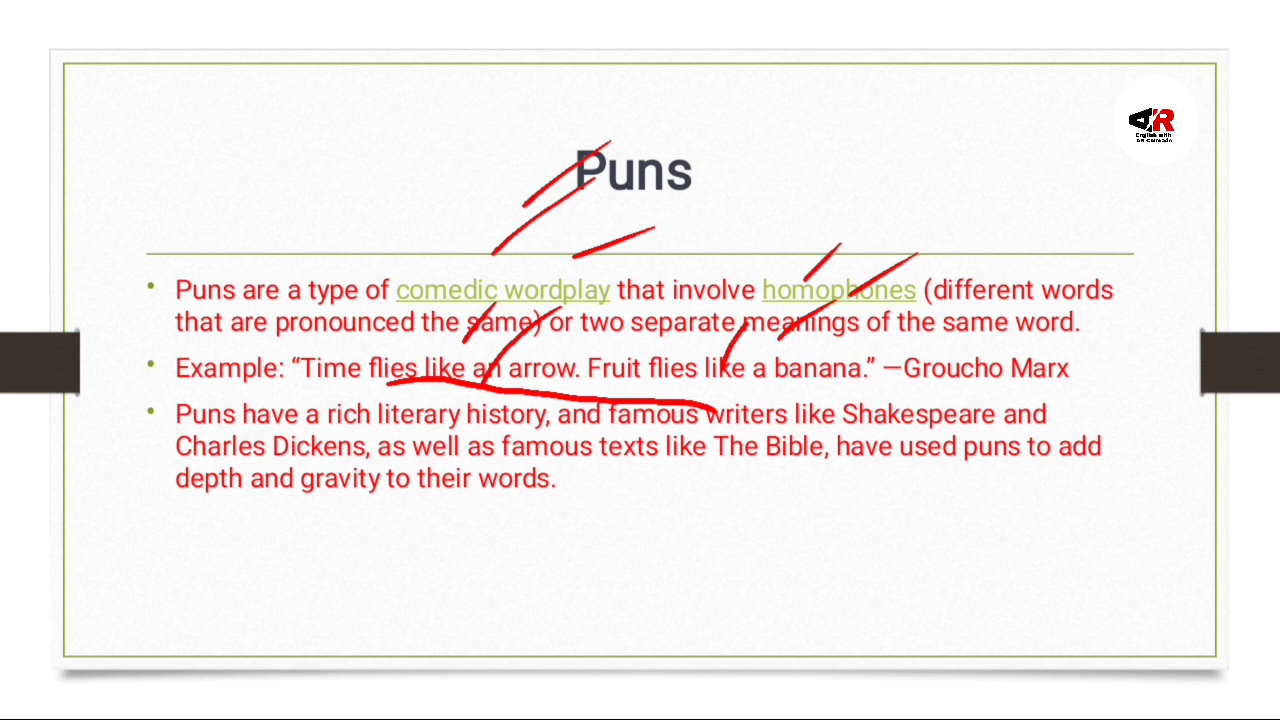 AR
English with
Puns
Puns are a type of comedic wordplay that involve homophones (different words
that are pronounced the same) or two separate meanings of the same word.
Example: “Time flies like an arrow. Fruit flies like a banana.” —Groucho Marx
Puns have a rich literary history, and famous writers like Shakespeare and
Charles Dickens, as well as famous texts like The Bible, have used puns to add
depth and gravity to their words.